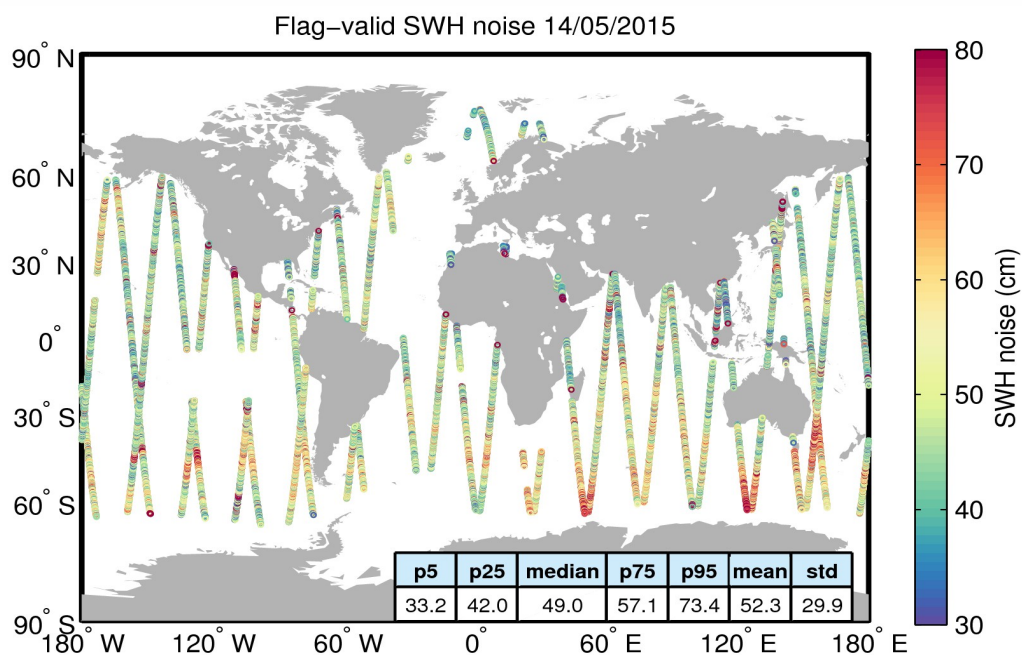 Flag−valid SWH noise 14/05/2015
90° N
60° N
30° N
0°
30° S
60° S
90° S
180° W
120° W
60° W
0°
60° E
120° E
180° E
p5 p25 median p75 p95 mean std
33.2 42.0 49.0 57.1 73.4 52.3 29.9
80
70
60
50
40
30
SWH noise (cm)